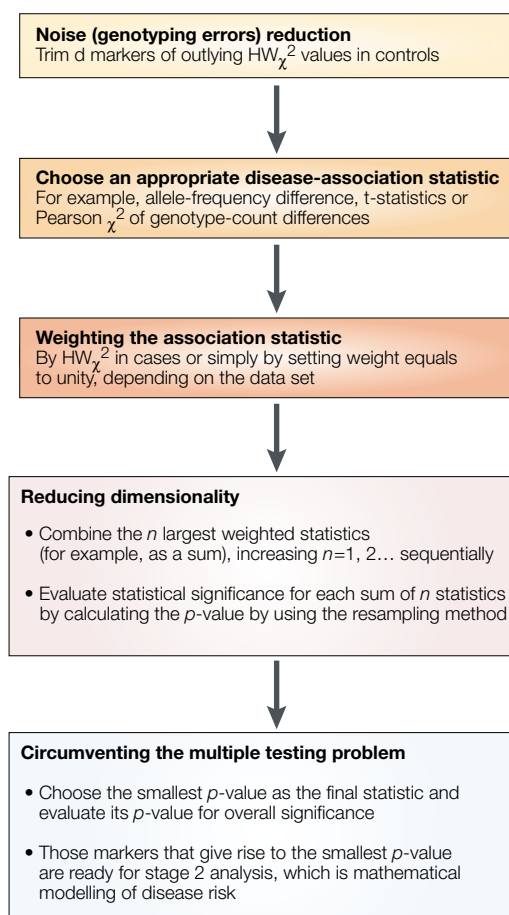 Noise (genotyping errors) reduction
Trim d markers of outlying HWχ² values in controls
Choose an appropriate disease-association statistic
For example, allele-frequency difference, t-statistics or
Pearson χ² of genotype-count differences
Weighting the association statistic
By HWχ² in cases or simply by setting weight equals
to unity, depending on the data set
Reducing dimensionality
• Combine the n largest weighted statistics
(for example, as a sum), increasing n=1, 2... sequentially
• Evaluate statistical significance for each sum of n statistics
by calculating the p-value by using the resampling method
Circumventing the multiple testing problem
• Choose the smallest p-value as the final statistic and
evaluate its p-value for overall significance
• Those markers that give rise to the smallest p-value
are ready for stage 2 analysis, which is mathematical
modelling of disease risk